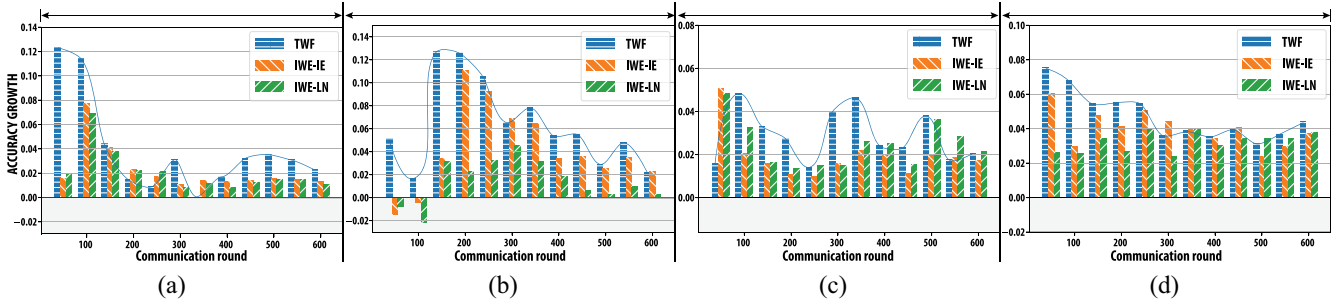 ACCURACY GROWTH
0.14
0.12
0.10
0.08
0.06
0.04
0.02
0.00
−0.02
TWF
IWE-IE
IWE-LN
100 200 300 400 500 600
Communication round
(a)
0.14
0.12
0.10
0.08
0.06
0.04
0.02
0.00
−0.02
TWF
IWE-IE
IWE-LN
100 200 300 400 500 600
Communication round
(b)
0.08
0.06
0.04
0.02
0.00
−0.02
TWF
IWE-IE
IWE-LN
100 200 300 400 500 600
Communication round
(c)
0.10
0.08
0.06
0.04
0.02
0.00
−0.02
TWF
IWE-IE
IWE-LN
100 200 300 400 500 600
Communication round
(d)